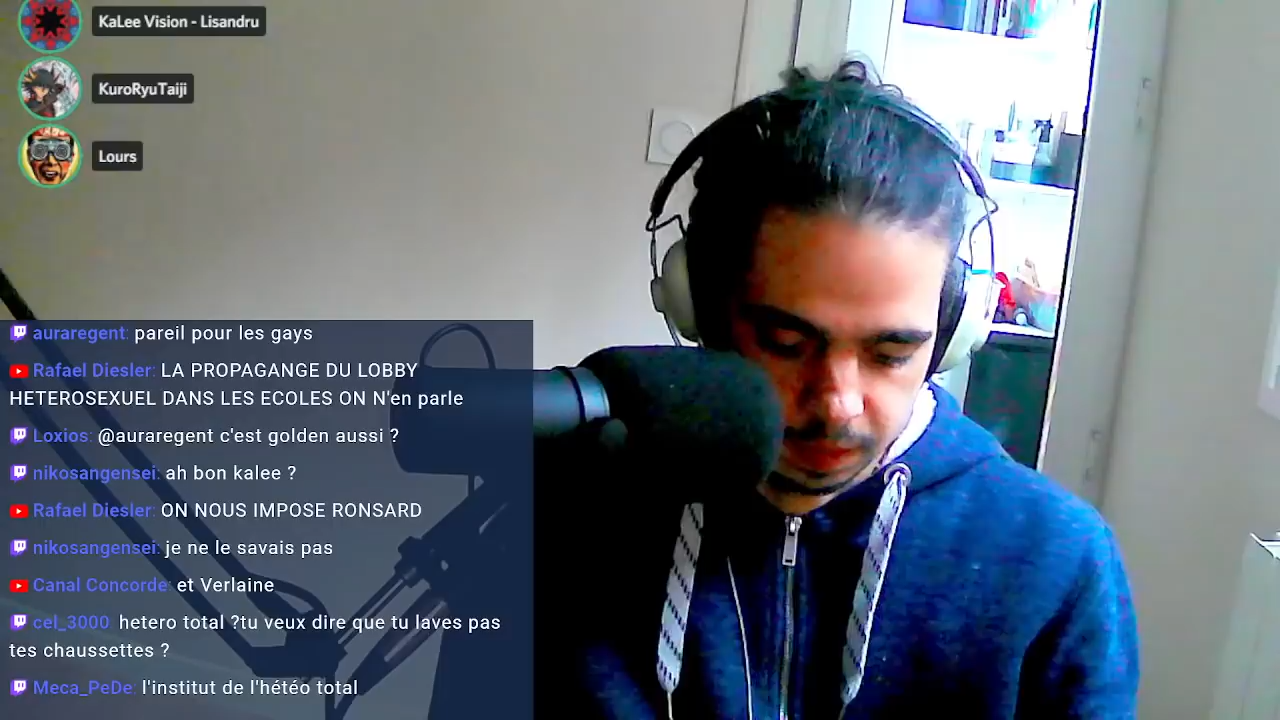 KaLee Vision - Lisandru
KuroRyuTaiji
Lours
auraregent: pareil pour les gays
Rafael Diesler: LA PROPAGANGE DU LOBBY
HETEROSEXUEL DANS LES ECOLES ON N'en parle
Loxios: @auraregent c'est golden aussi ?
nikosangensei: ah bon kalee ?
Rafael Diesler: ON NOUS IMPOSE RONSARD
nikosangensei: je ne le savais pas
Canal Concorde: et Verlaine
cel_3000: hetero total ?tu veux dire que tu laves pas
tes chaussettes ?
Meca_PeDe: l'institut de l'hétéo total